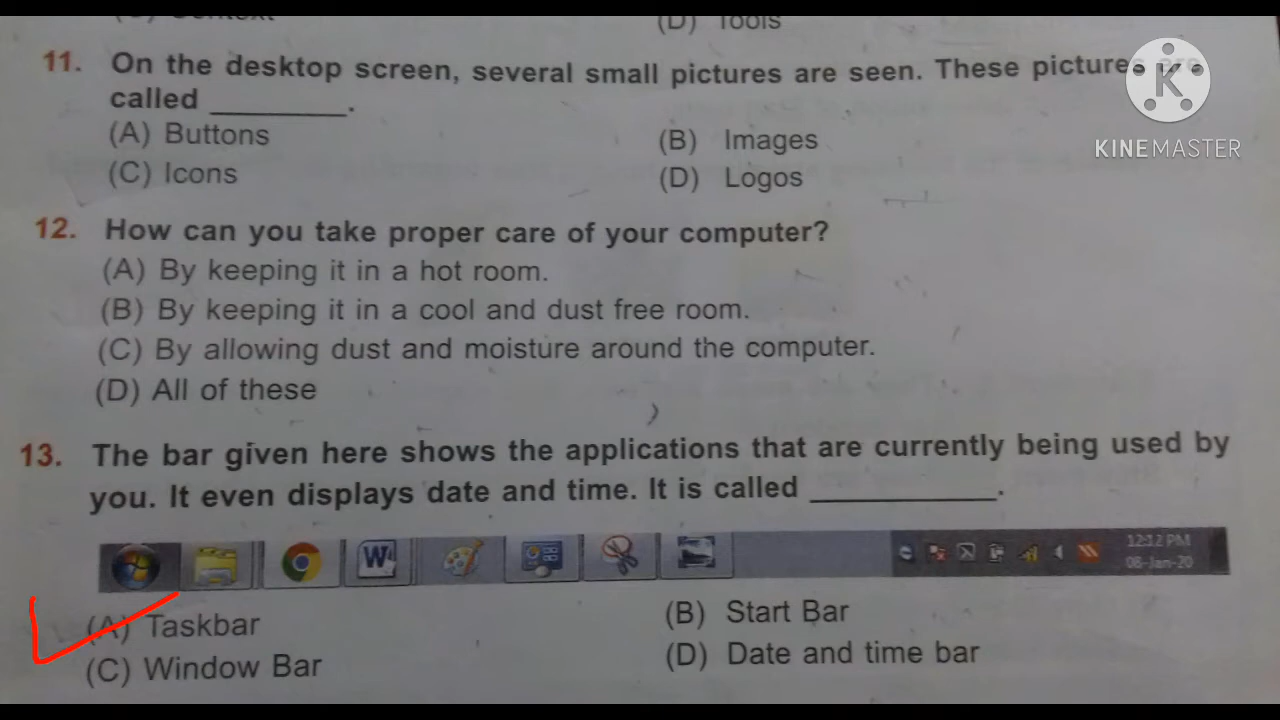 (D) Tools
11. On the desktop screen, several small pictures are seen. These pictures are
called ________.
(A) Buttons
(B) Images
(C) Icons
(D) Logos
K
KINEMASTER
12. How can you take proper care of your computer?
(A) By keeping it in a hot room.
(B) By keeping it in a cool and dust free room.
(C) By allowing dust and moisture around the computer.
(D) All of these
13. The bar given here shows the applications that are currently being used by
you. It even displays date and time. It is called ___________.
W
12:12 PM
08-Jan-20
(A) Taskbar
(B) Start Bar
(C) Window Bar
(D) Date and time bar